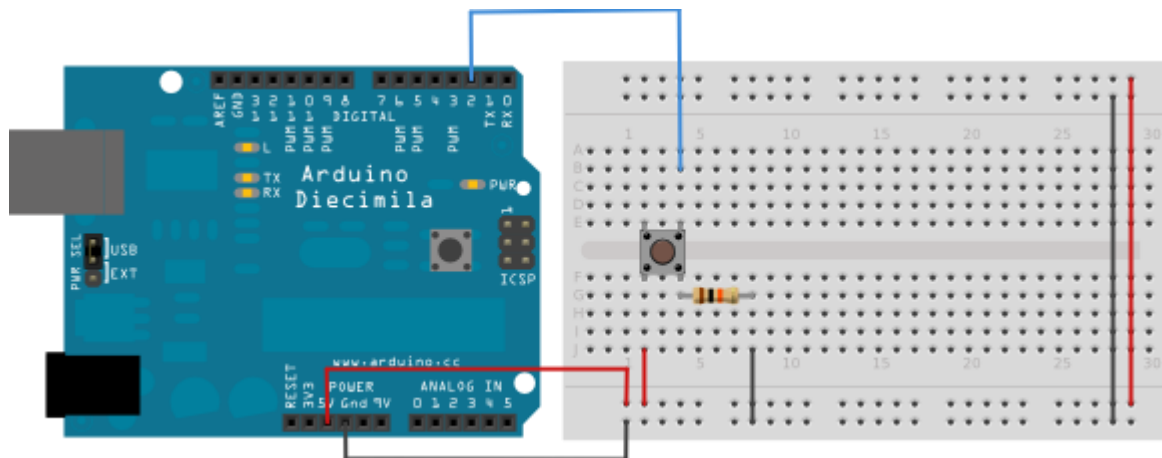 AREF
GND
13
12
11
10
9
8
7
6
5
4
3
2
1
0
PWM
PWM
PWM
PWM
PWM
PWM
TX
RX
DIGITAL
L
TX
RX
Arduino
Diecimila
PWR
1
ICSP
PWR SEL
USB
EXT
www.arduino.cc
RESET
3V3
POWER
5V Gnd 9V
ANALOG IN
0 1 2 3 4 5
1 5 10 15 20 25 30
A
B
C
D
E
F
G
H
I
J
1 5 10 15 20 25 30